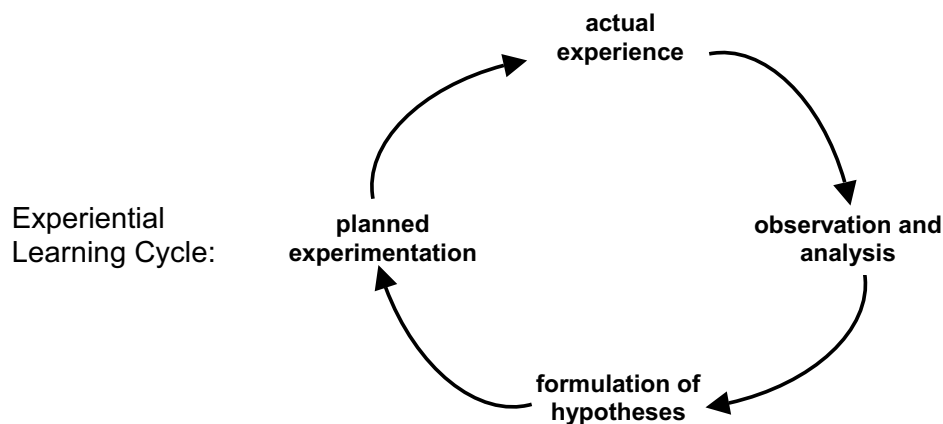 actual
experience
Experiential
Learning Cycle:
planned
experimentation
observation and
analysis
formulation of
hypotheses